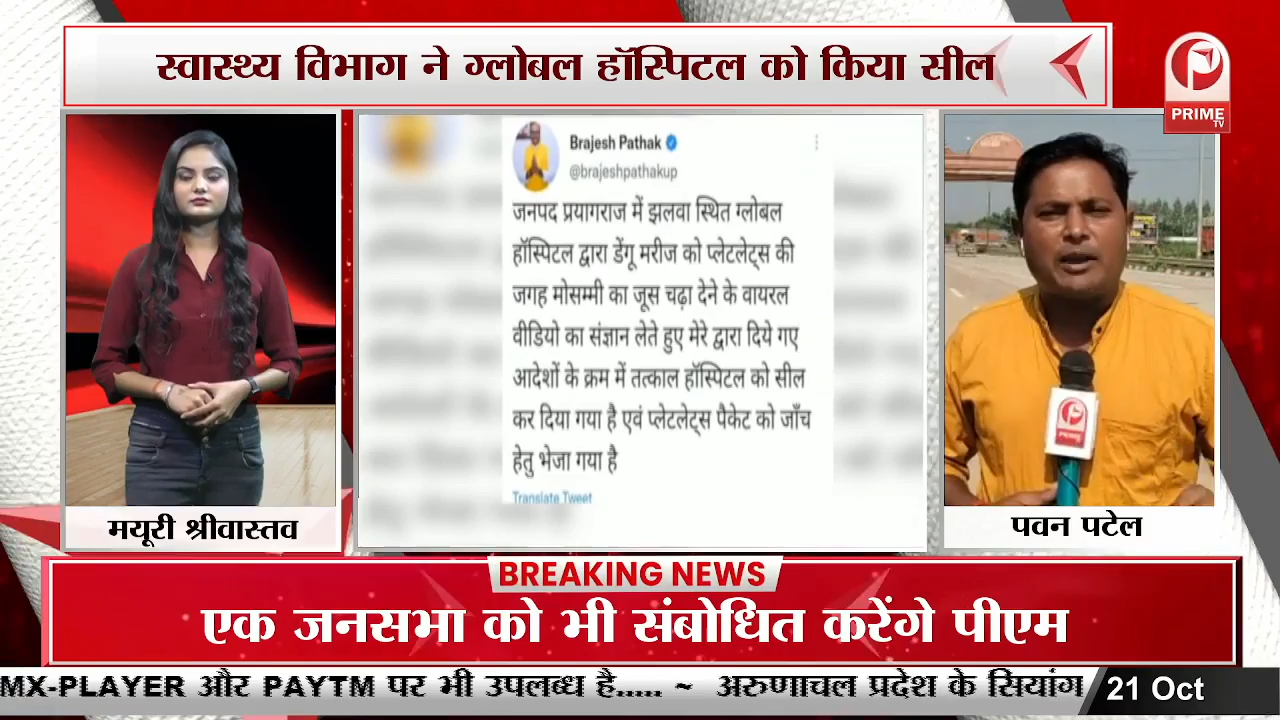 स्वास्थ्य विभाग ने ग्लोबल हॉस्पिटल को किया सील
PRIME
TV
Brajesh Pathak
@brajeshpathakup
जनपद प्रयागराज में झलवा स्थित ग्लोबल
हॉस्पिटल द्वारा डेंगू मरीज को प्लेटलेट्स की
जगह मोसम्मी का जूस चढ़ा देने के वायरल
वीडियो का संज्ञान लेते हुए मेरे द्वारा दिये गए
आदेशों के क्रम में तत्काल हॉस्पिटल को सील
कर दिया गया है एवं प्लेटलेट्स पैकेट को जाँच
हेतु भेजा गया है
Translate Tweet
मयूरी श्रीवास्तव
पवन पटेल
BREAKING NEWS
एक जनसभा को भी संबोधित करेंगे पीएम
MX-PLAYER और PAYTM पर भी उपलब्ध है..... ~ अरुणाचल प्रदेश के सियांग
21 Oct